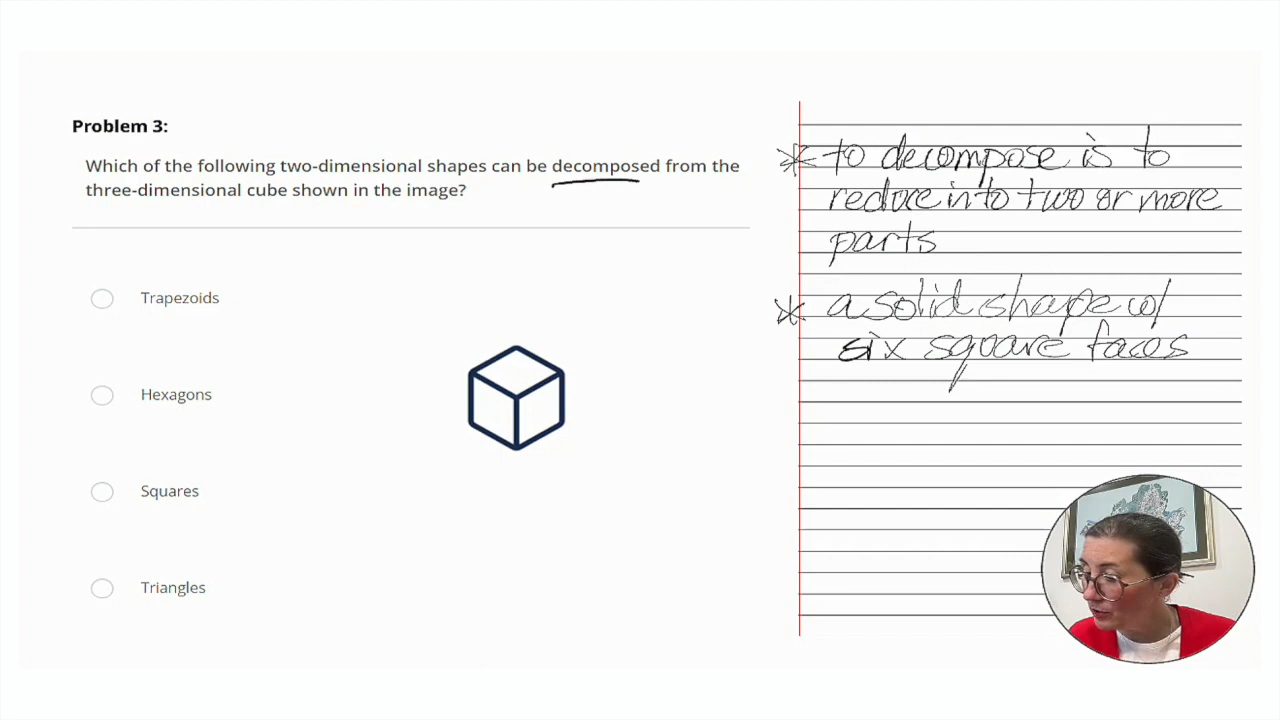 Problem 3:
Which of the following two-dimensional shapes can be decomposed from the
three-dimensional cube shown in the image?
Trapezoids
Hexagons
Squares
Triangles
* to decompose is to
reduce into two or more
parts
* a solid shape w/
six square faces